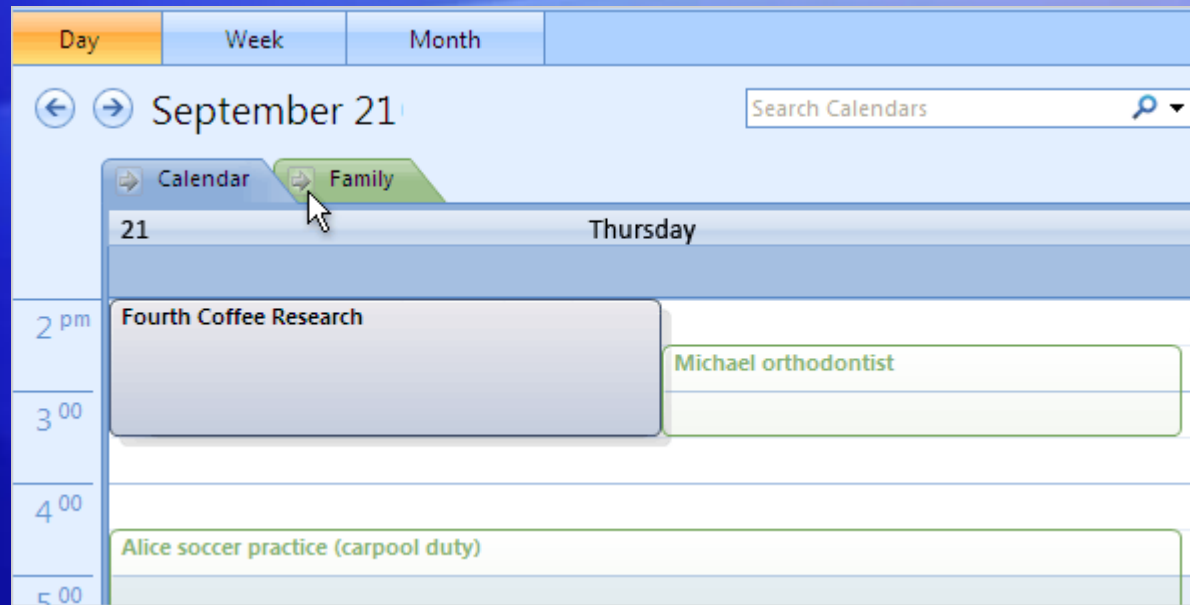 Day Week Month
September 21
Search Calendars
Calendar Family
21 Thursday
2 pm
Fourth Coffee Research
Michael orthodontist
3 00
4 00
Alice soccer practice (carpool duty)
5 00